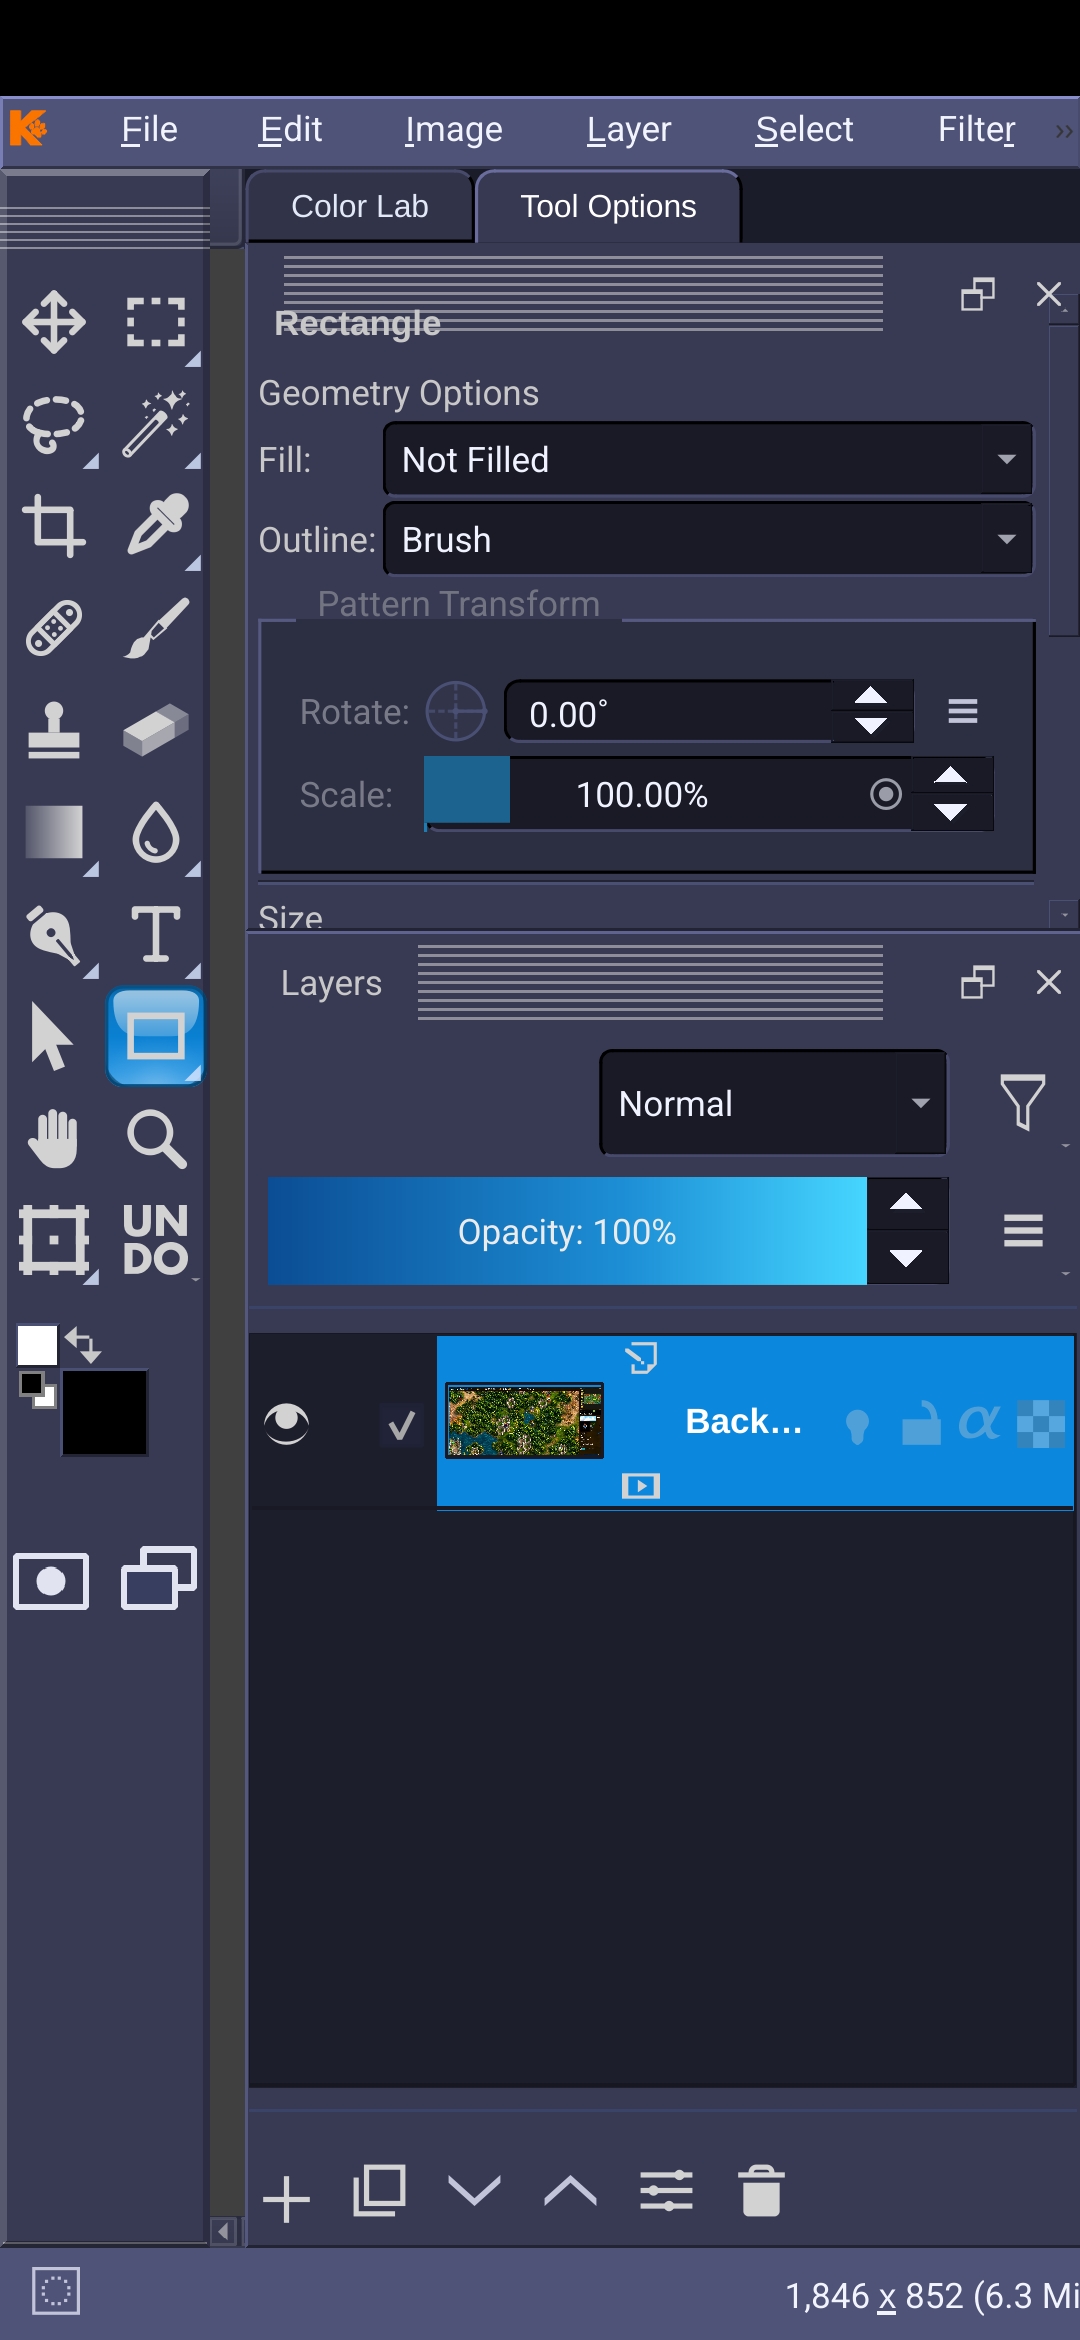 File Edit Image Layer Select Filter »
Color Lab Tool Options
Rectangle
Geometry Options
Fill: Not Filled
Outline: Brush
Pattern Transform
Rotate: 0.00°
Scale: 100.00%
Size
Layers
Normal
Opacity: 100%
UN
DO
Back...
α
1,846 x 852 (6.3 Mi